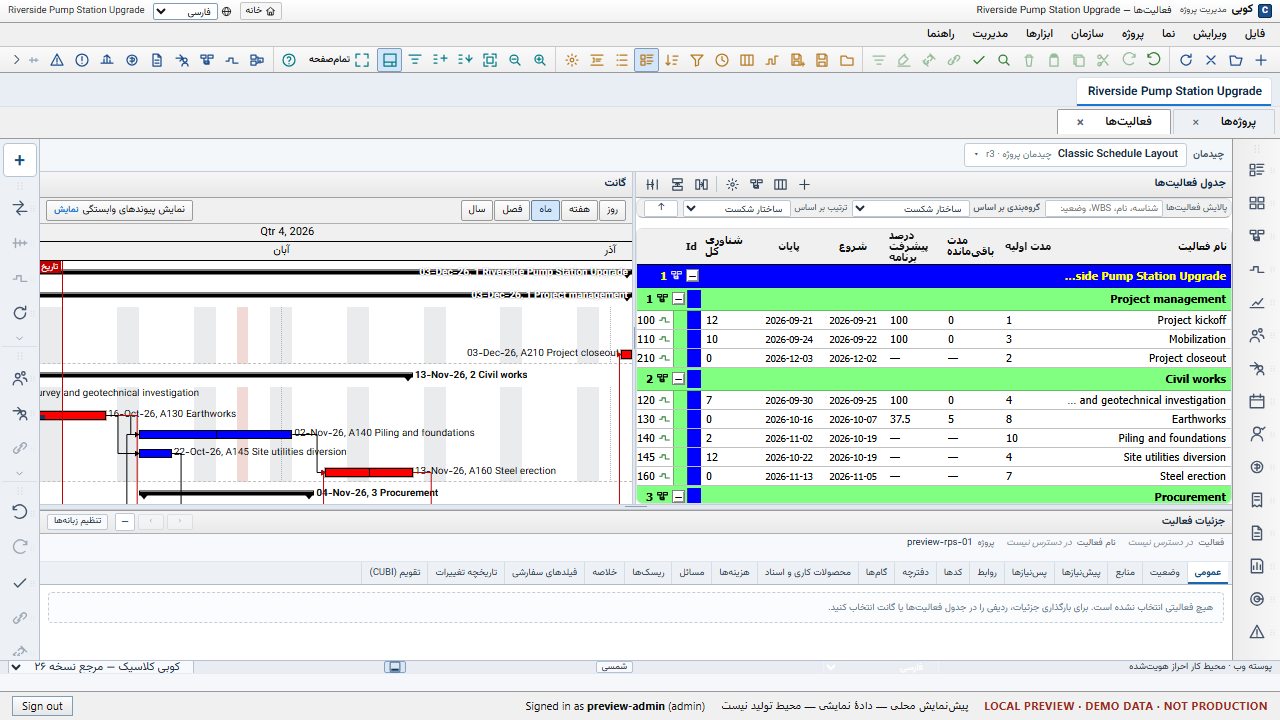 C کوبی مدیریت پروژه فعالیت‌ها — Riverside Pump Station Upgrade
خانه
فارسی
Riverside Pump Station Upgrade
فایل ویرایش نما پروژه سازمان ابزارها مدیریت راهنما
تمام‌صفحه
Riverside Pump Station Upgrade
پروژه‌ها ×
فعالیت‌ها ×
چیدمان Classic Schedule Layout چیدمان پروژه · r3
جدول فعالیت‌ها
پالایش فعالیت‌ها شناسه، نام، WBS، وضعیت گروه‌بندی بر اساس ساختار شکست ترتیب بر اساس ساختار شکست
نام فعالیت مدت اولیه مدت باقی‌مانده درصد پیشرفت برنامه شروع پایان شناوری کل Id
...side Pump Station Upgrade 1
Project management 1
Project kickoff 1 0 100 2026-09-21 2026-09-21 12 100
Mobilization 3 0 100 2026-09-22 2026-09-24 10 110
Project closeout 2 — — 2026-12-02 2026-12-03 0 210
Civil works 2
... and geotechnical investigation 4 0 100 2026-09-25 2026-09-30 7 120
Earthworks 8 5 37.5 2026-10-07 2026-10-16 0 130
Piling and foundations 10 — — 2026-10-19 2026-11-02 2 140
Site utilities diversion 4 — — 2026-10-19 2026-10-22 12 145
Steel erection 7 — — 2026-11-05 2026-11-13 0 160
Procurement 3
گانت
روز هفته ماه فصل سال
نمایش پیوندهای وابستگی نمایش
Qtr 4, 2026
آبان
آذر
تاریخ
03-Dec-26, 1 Riverside Pump Station Upgrade
03-Dec-26, 1 Project management
03-Dec-26, A210 Project closeout
13-Nov-26, 2 Civil works
urvey and geotechnical investigation
16-Oct-26, A130 Earthworks
02-Nov-26, A140 Piling and foundations
22-Oct-26, A145 Site utilities diversion
13-Nov-26, A160 Steel erection
04-Nov-26, 3 Procurement
جزئیات فعالیت
تنظیم زبانه‌ها
فعالیت در دسترس نیست نام فعالیت در دسترس نیست پروژه preview-rps-01
عمومی وضعیت منابع پیش‌نیازها پس‌نیازها روابط کدها دفترچه گام‌ها محصولات کاری و اسناد هزینه‌ها مسائل ریسک‌ها خلاصه فیلدهای سفارشی تاریخچه تغییرات تقویم (CUBI)
هیچ فعالیتی انتخاب نشده است. برای بارگذاری جزئیات، ردیفی را در جدول فعالیت‌ها یا گانت انتخاب کنید.
پوسته وب · محیط کار احراز هویت‌شده
فارسی
شمسی
کوبی کلاسیک — مرجع نسخه ۲۶
LOCAL PREVIEW · DEMO DATA · NOT PRODUCTION
پیش‌نمایش محلی — دادهٔ نمایشی — محیط تولید نیست
Signed in as preview-admin (admin)
Sign out